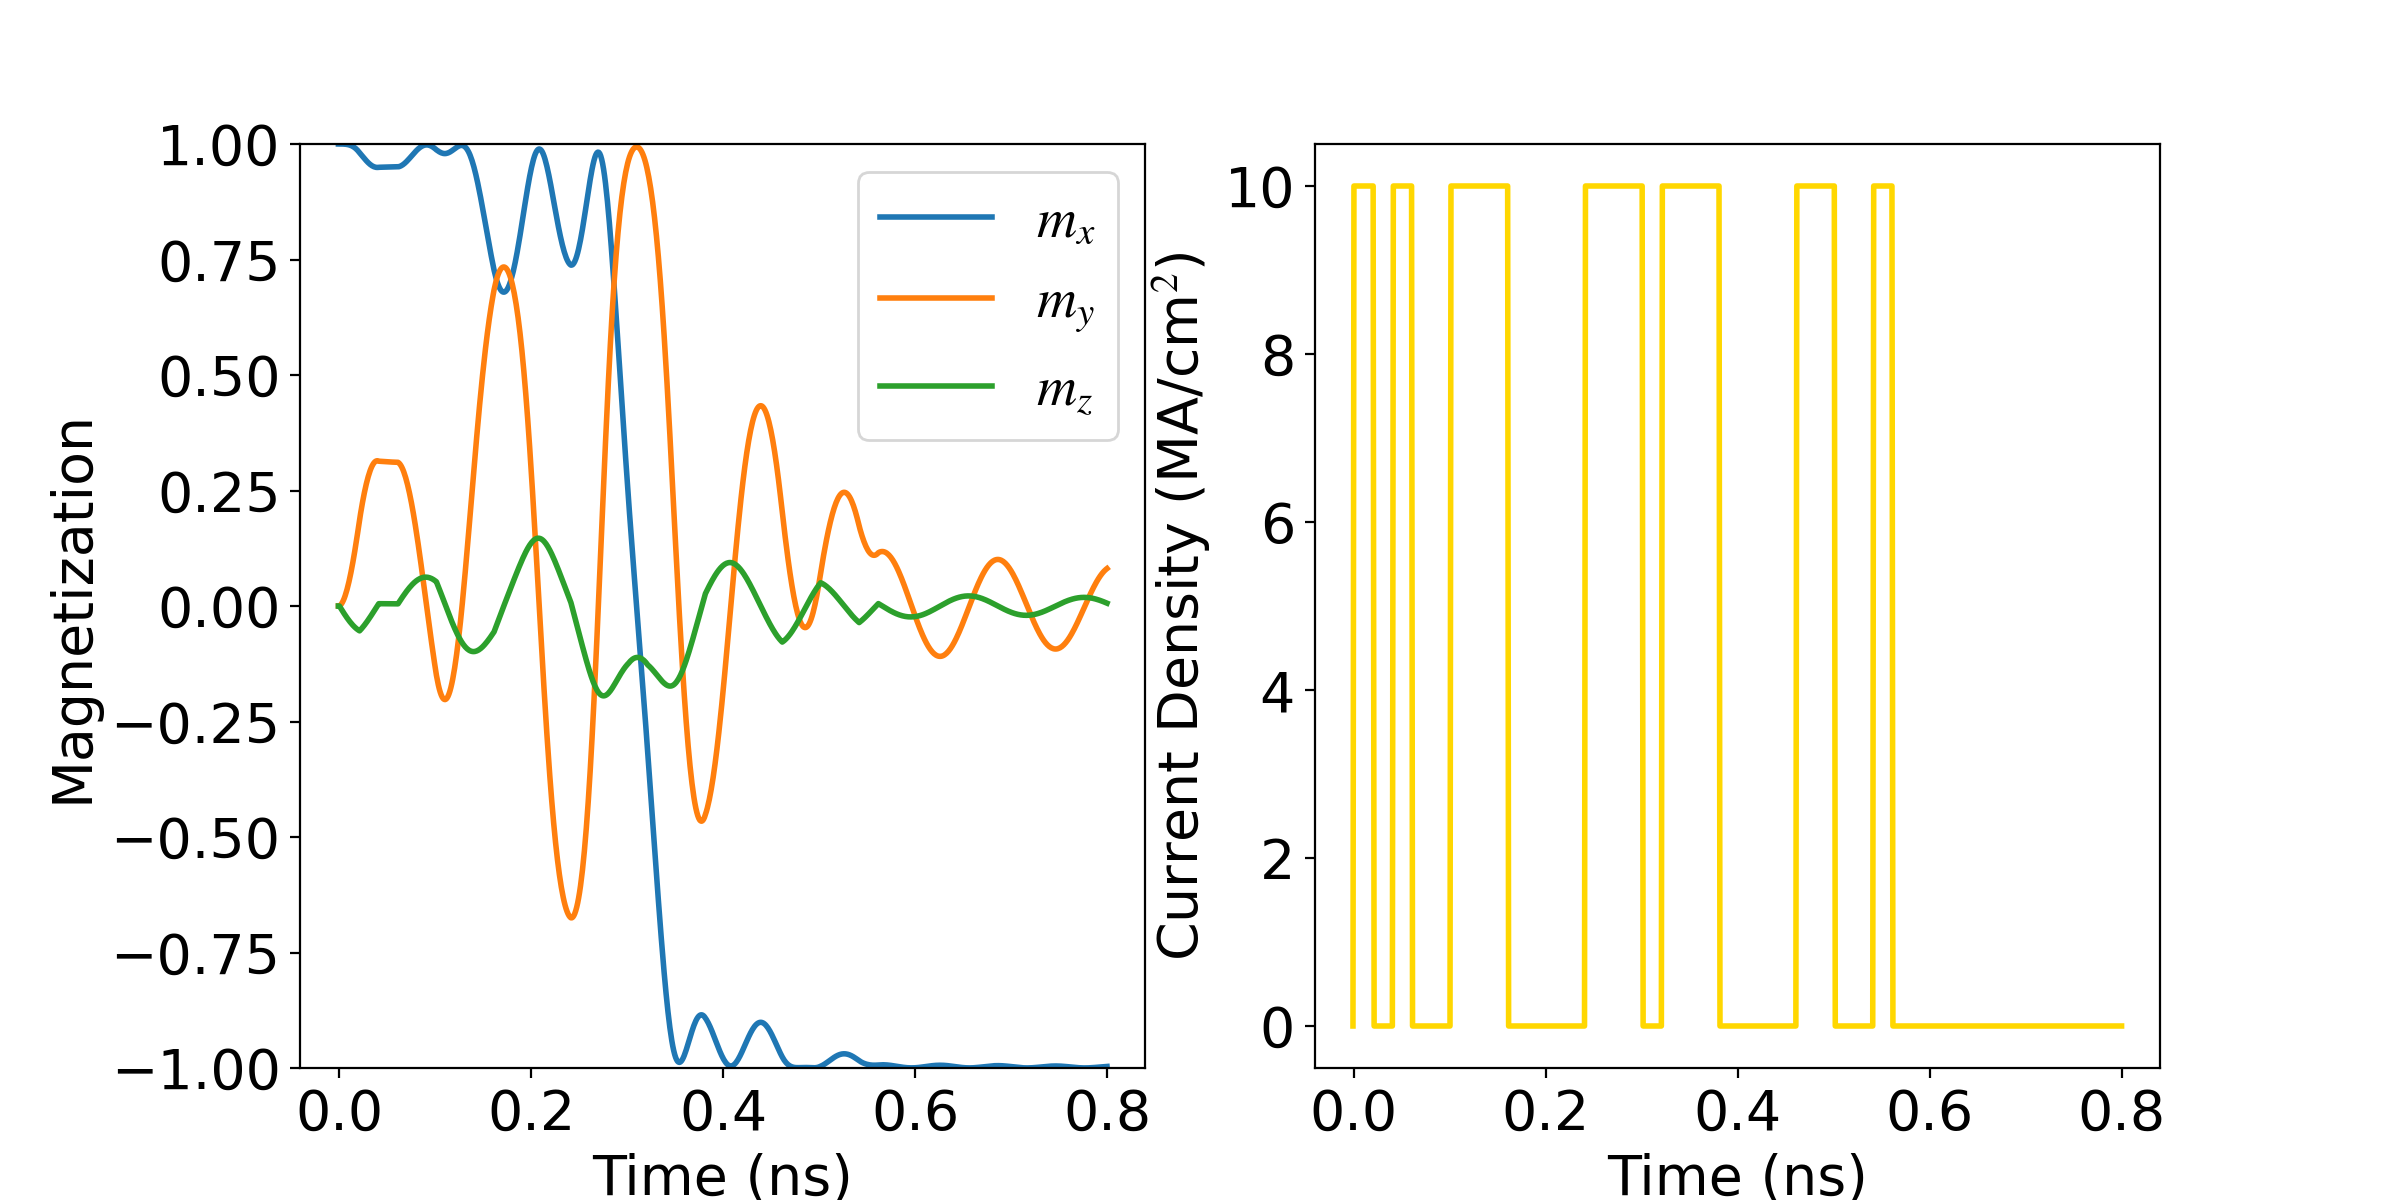 Magnetization
1.00
0.75
0.50
0.25
0.00
−0.25
−0.50
−0.75
−1.00
0.0 0.2 0.4 0.6 0.8
Time (ns)
m_x
m_y
m_z
Current Density (MA/cm²)
10
8
6
4
2
0
0.0 0.2 0.4 0.6 0.8
Time (ns)